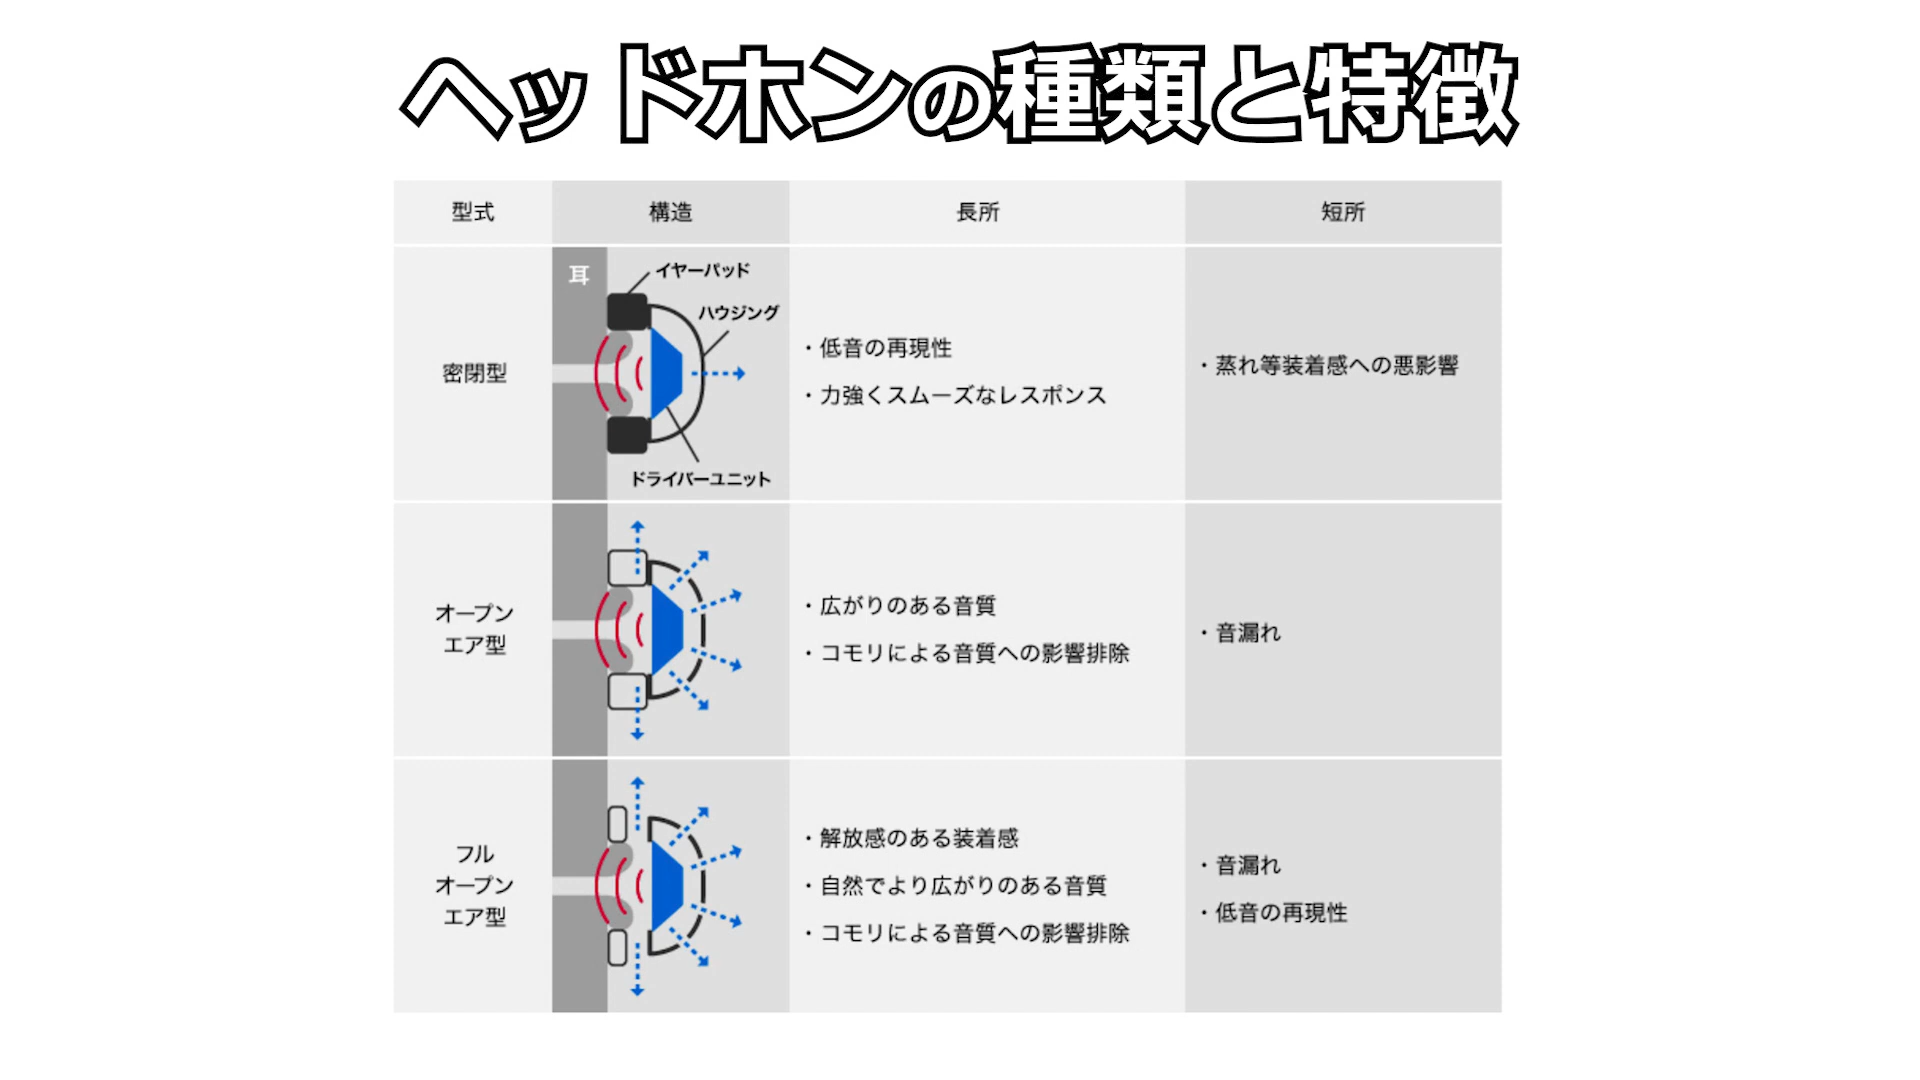 ヘッドホンの種類と特徴
型式 構造 長所 短所
密閉型
耳
イヤーパッド
ハウジング
ドライバーユニット
・低音の再現性
・力強くスムーズなレスポンス
・蒸れ等装着感への悪影響
オープン
エア型
・広がりのある音質
・コモリによる音質への影響排除
・音漏れ
フル
オープン
エア型
・解放感のある装着感
・自然でより広がりのある音質
・コモリによる音質への影響排除
・音漏れ
・低音の再現性